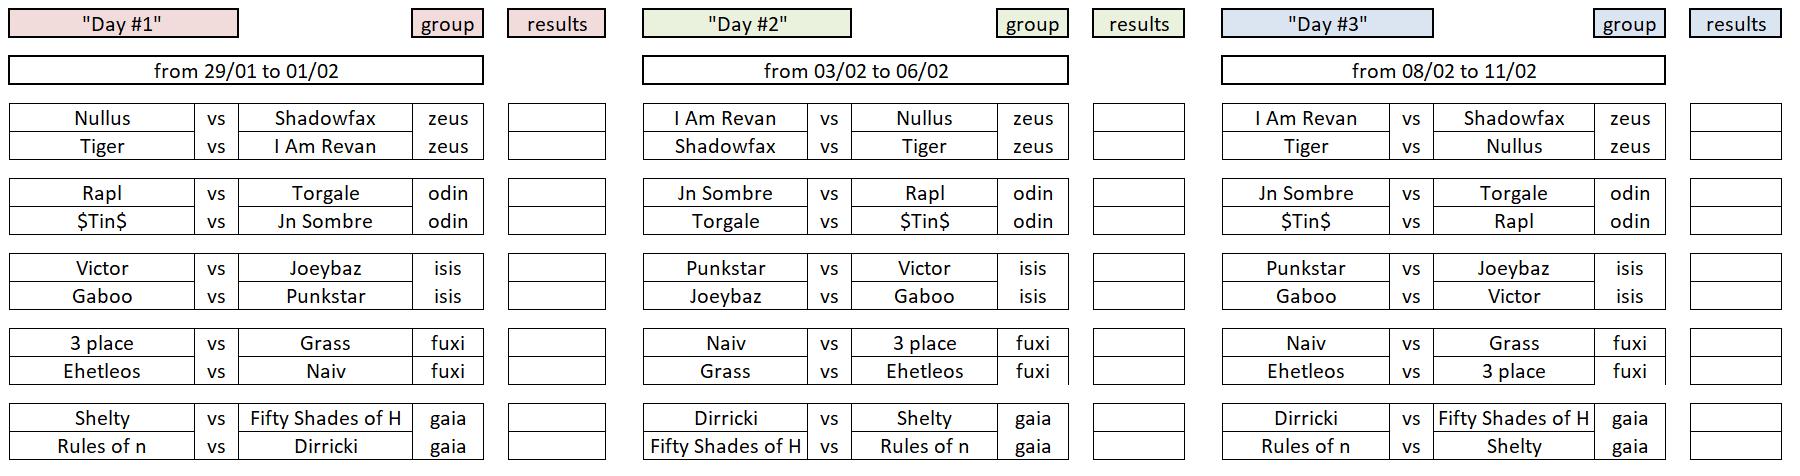 "Day #1" group results "Day #2" group results "Day #3" group results
from 29/01 to 01/02 from 03/02 to 06/02 from 08/02 to 11/02
Nullus vs Shadowfax zeus I Am Revan vs Nullus zeus I Am Revan vs Shadowfax zeus
Tiger vs I Am Revan zeus Shadowfax vs Tiger zeus Tiger vs Nullus zeus
Rapl vs Torgale odin Jn Sombre vs Rapl odin Jn Sombre vs Torgale odin
$Tin$ vs Jn Sombre odin Torgale vs $Tin$ odin $Tin$ vs Rapl odin
Victor vs Joeybaz isis Punkstar vs Victor isis Punkstar vs Joeybaz isis
Gaboo vs Punkstar isis Joeybaz vs Gaboo isis Gaboo vs Victor isis
3 place vs Grass fuxi Naiv vs 3 place fuxi Naiv vs Grass fuxi
Ehetleos vs Naiv fuxi Grass vs Ehetleos fuxi Ehetleos vs 3 place fuxi
Shelty vs Fifty Shades of H gaia Dirricki vs Shelty gaia Dirricki vs Fifty Shades of H gaia
Rules of n vs Dirricki gaia Fifty Shades of H vs Rules of n gaia Rules of n vs Shelty gaia